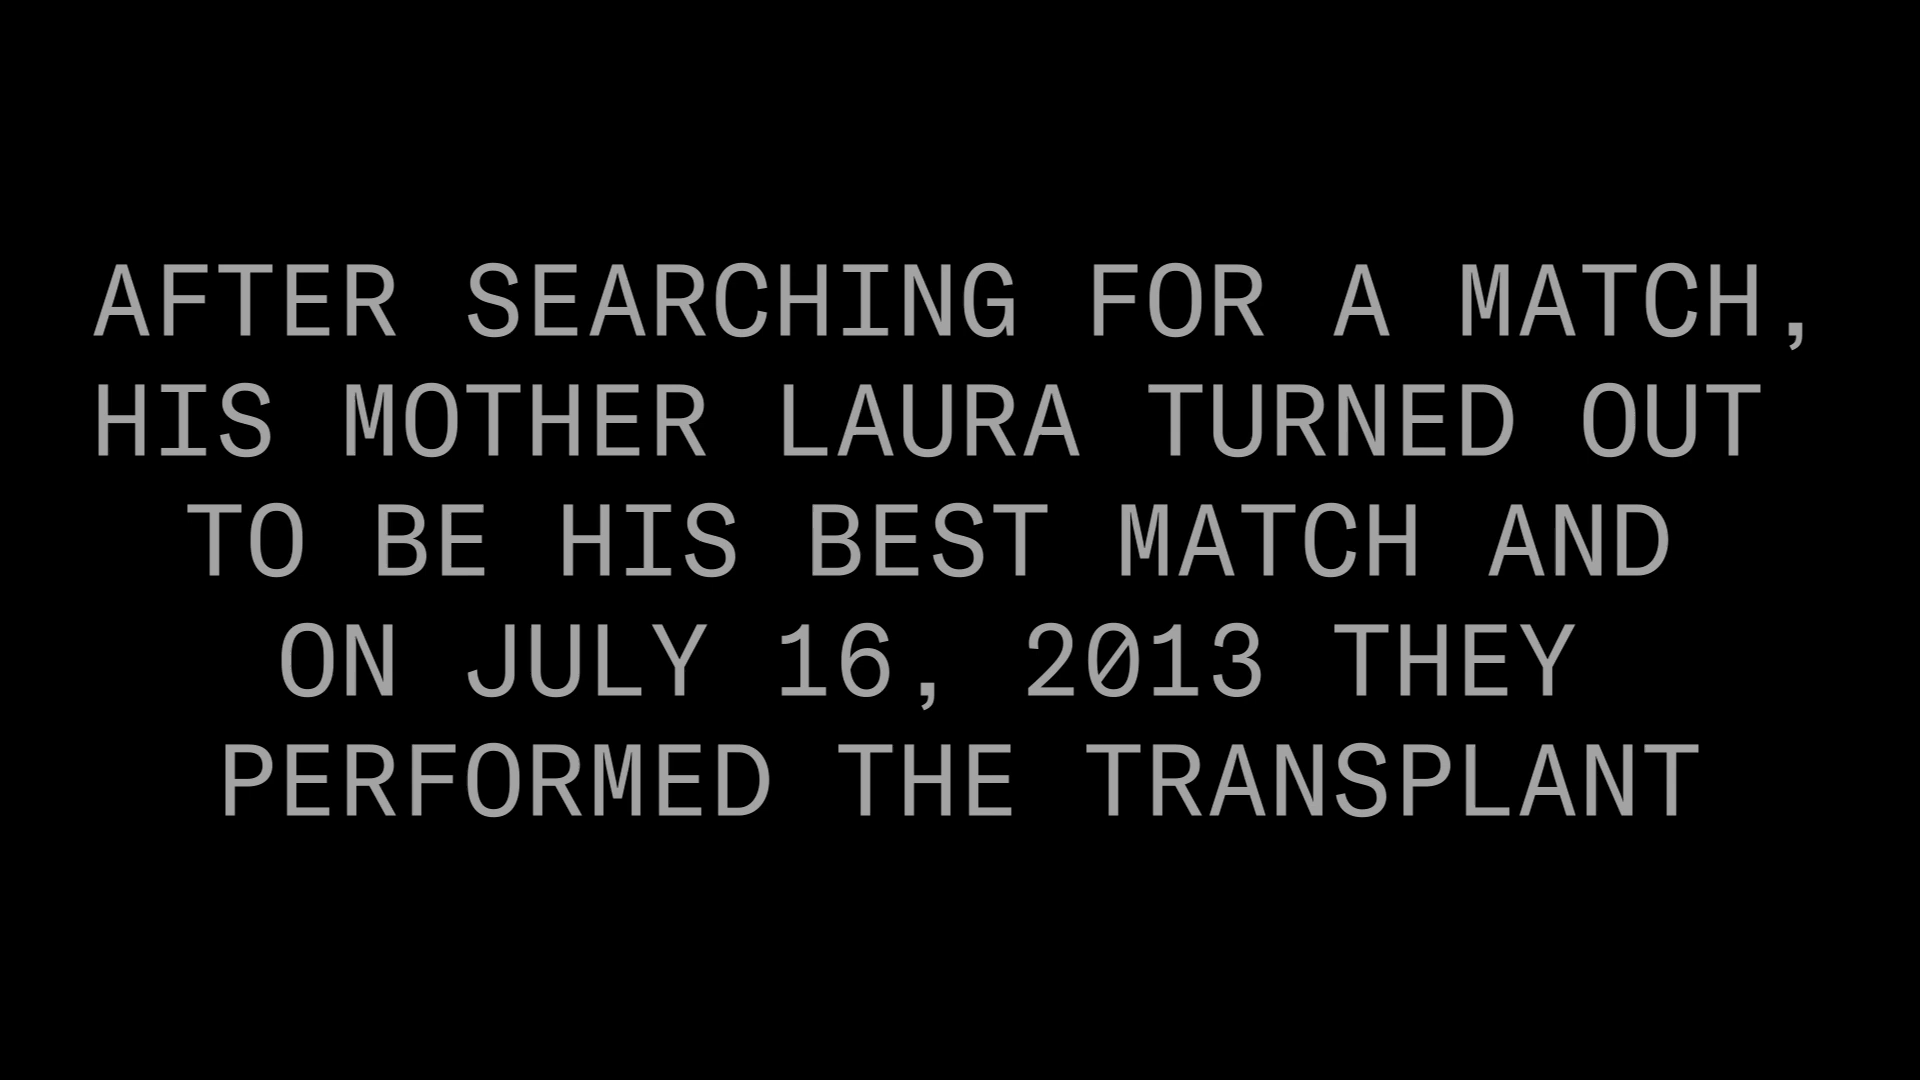 AFTER SEARCHING FOR A MATCH,
HIS MOTHER LAURA TURNED OUT
TO BE HIS BEST MATCH AND
ON JULY 16, 2013 THEY
PERFORMED THE TRANSPLANT